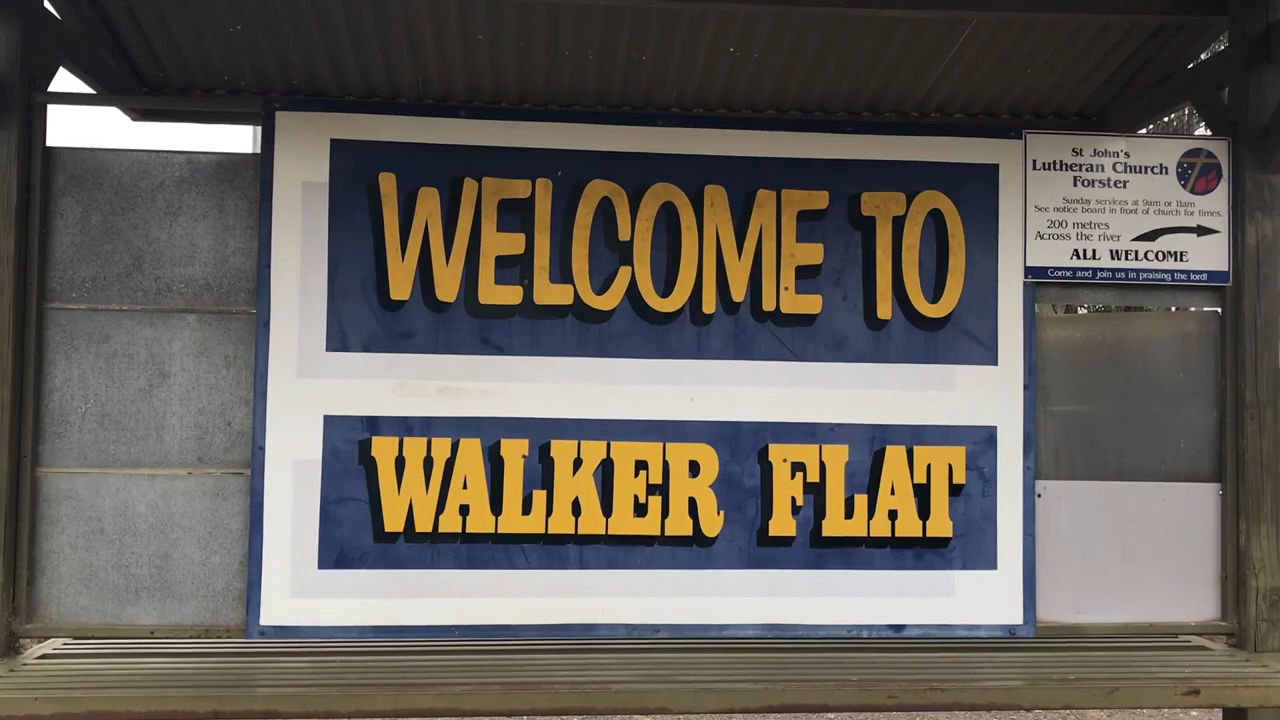 WELCOME TO
WALKER FLAT
St John's
Lutheran Church
Forster
Sunday services at 9am or 11am
See notice board in front of church for times.
200 metres
Across the river
ALL WELCOME
Come and join us in praising the lord!